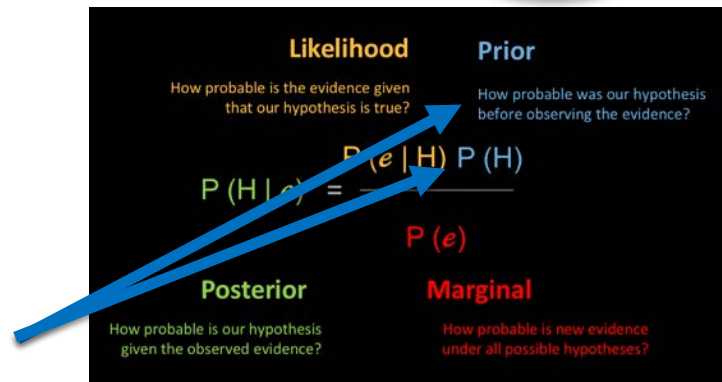 Likelihood
Prior
How probable is the evidence given
that our hypothesis is true?
How probable was our hypothesis
before observing the evidence?
P (e | H) P (H)
P (H | e) =
P (e)
Posterior
Marginal
How probable is our hypothesis
given the observed evidence?
How probable is new evidence
under all possible hypotheses?